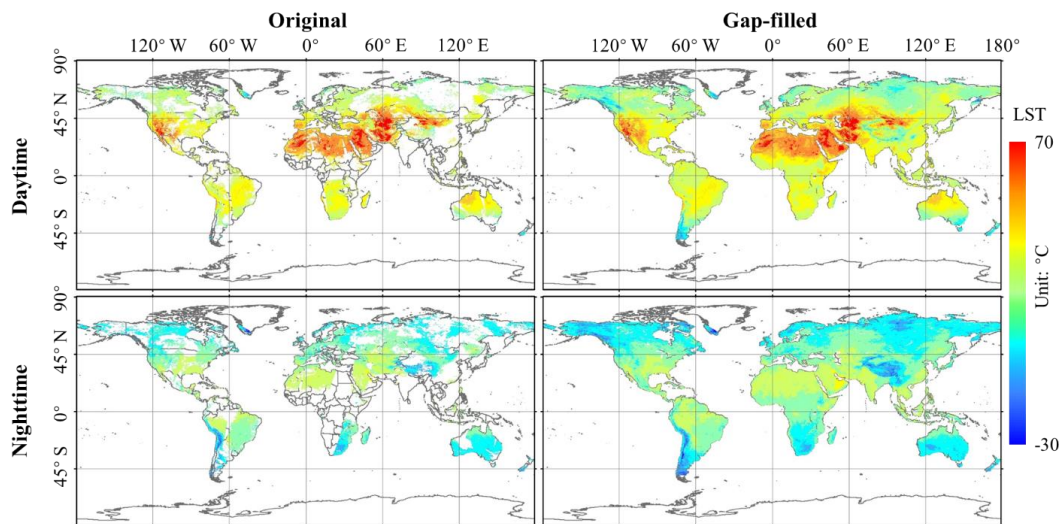 Original Gap-filled
120° W 60° W 0° 60° E 120° E 120° W 60° W 0° 60° E 120° E 180°
90°
N
45°
0°
45°
S
Daytime
LST
70
Unit: °C
-30
90°
N
45°
0°
45°
S
Nighttime